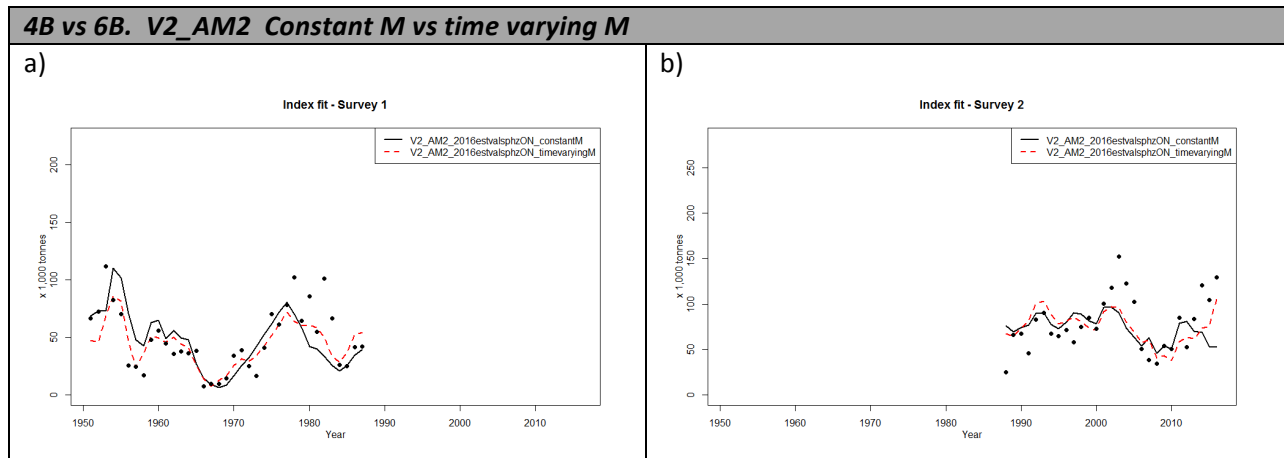 4B vs 6B. V2_AM2 Constant M vs time varying M
a)
Index fit - Survey 1
V2_AM2_2016estvalsphzON_constantM
V2_AM2_2016estvalsphzON_timevaryingM
x 1,000 tonnes
200
150
100
50
0
1950 1960 1970 1980 1990 2000 2010
Year
b)
Index fit - Survey 2
V2_AM2_2016estvalsphzON_constantM
V2_AM2_2016estvalsphzON_timevaryingM
x 1,000 tonnes
250
200
150
100
50
0
1950 1960 1970 1980 1990 2000 2010
Year